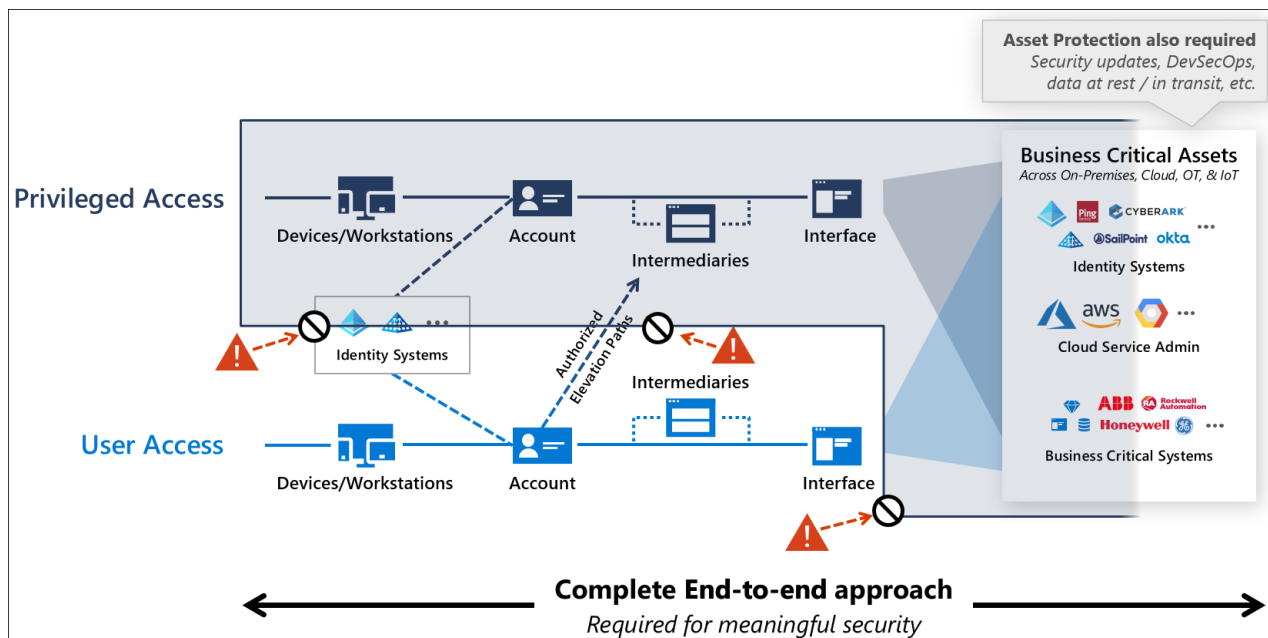 Asset Protection also required
Security updates, DevSecOps,
data at rest / in transit, etc.
Business Critical Assets
Across On-Premises, Cloud, OT, & IoT
Privileged Access
Devices/Workstations
Account
Intermediaries
Interface
Ping
CYBERARK
SailPoint
okta
...
Identity Systems
...
Identity Systems
Authorized
Elevation Paths
aws
...
Cloud Service Admin
Intermediaries
User Access
Devices/Workstations
Account
Interface
ABB
RA
Rockwell
Automation
Honeywell
GE
...
Business Critical Systems
Complete End-to-end approach
Required for meaningful security